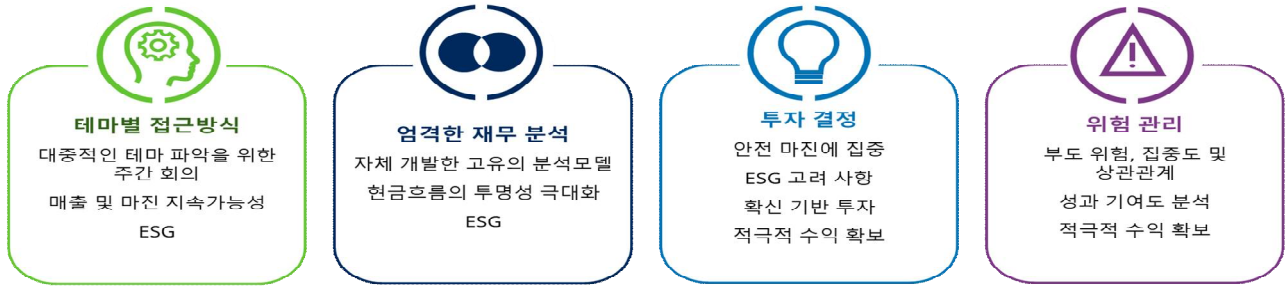 테마별 접근방식
대중적인 테마 파악을 위한
주간 회의
매출 및 마진 지속가능성
ESG
엄격한 재무 분석
자체 개발한 고유의 분석모델
현금흐름의 투명성 극대화
ESG
투자 결정
안전 마진에 집중
ESG 고려 사항
확신 기반 투자
적극적 수익 확보
위험 관리
부도 위험, 집중도 및
상관관계
성과 기여도 분석
적극적 수익 확보